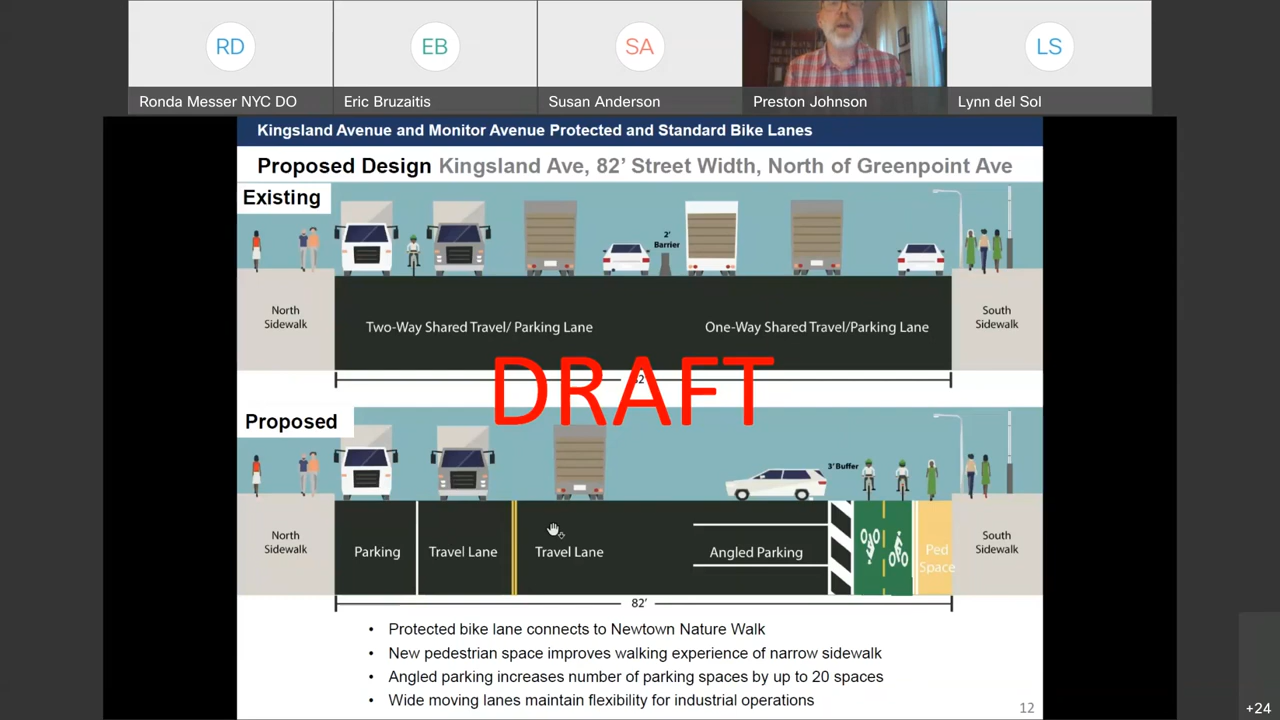 RD
EB
SA
LS
Ronda Messer NYC DO
Eric Bruzaitis
Susan Anderson
Preston Johnson
Lynn del Sol
Kingsland Avenue and Monitor Avenue Protected and Standard Bike Lanes
Proposed Design Kingsland Ave, 82’ Street Width, North of Greenpoint Ave
Existing
2'
Barrier
North
Sidewalk
Two-Way Shared Travel/ Parking Lane
One-Way Shared Travel/Parking Lane
South
Sidewalk
DRAFT
Proposed
3' Buffer
North
Sidewalk
Parking
Travel Lane
Travel Lane
Angled Parking
Ped
Space
South
Sidewalk
82’
• Protected bike lane connects to Newtown Nature Walk
• New pedestrian space improves walking experience of narrow sidewalk
• Angled parking increases number of parking spaces by up to 20 spaces
• Wide moving lanes maintain flexibility for industrial operations
12
+24